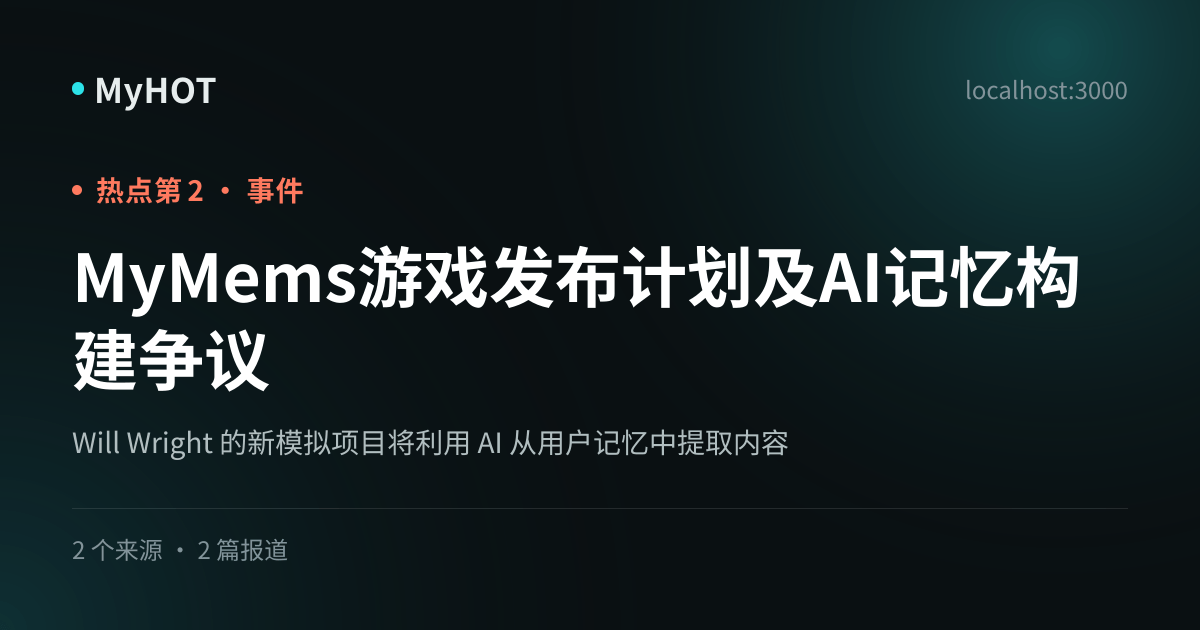 MyHOT
localhost:3000
热点第 2 · 事件
MyMems游戏发布计划及AI记忆构
建争议
Will Wright 的新模拟项目将利用 AI 从用户记忆中提取内容
2 个来源 · 2 篇报道